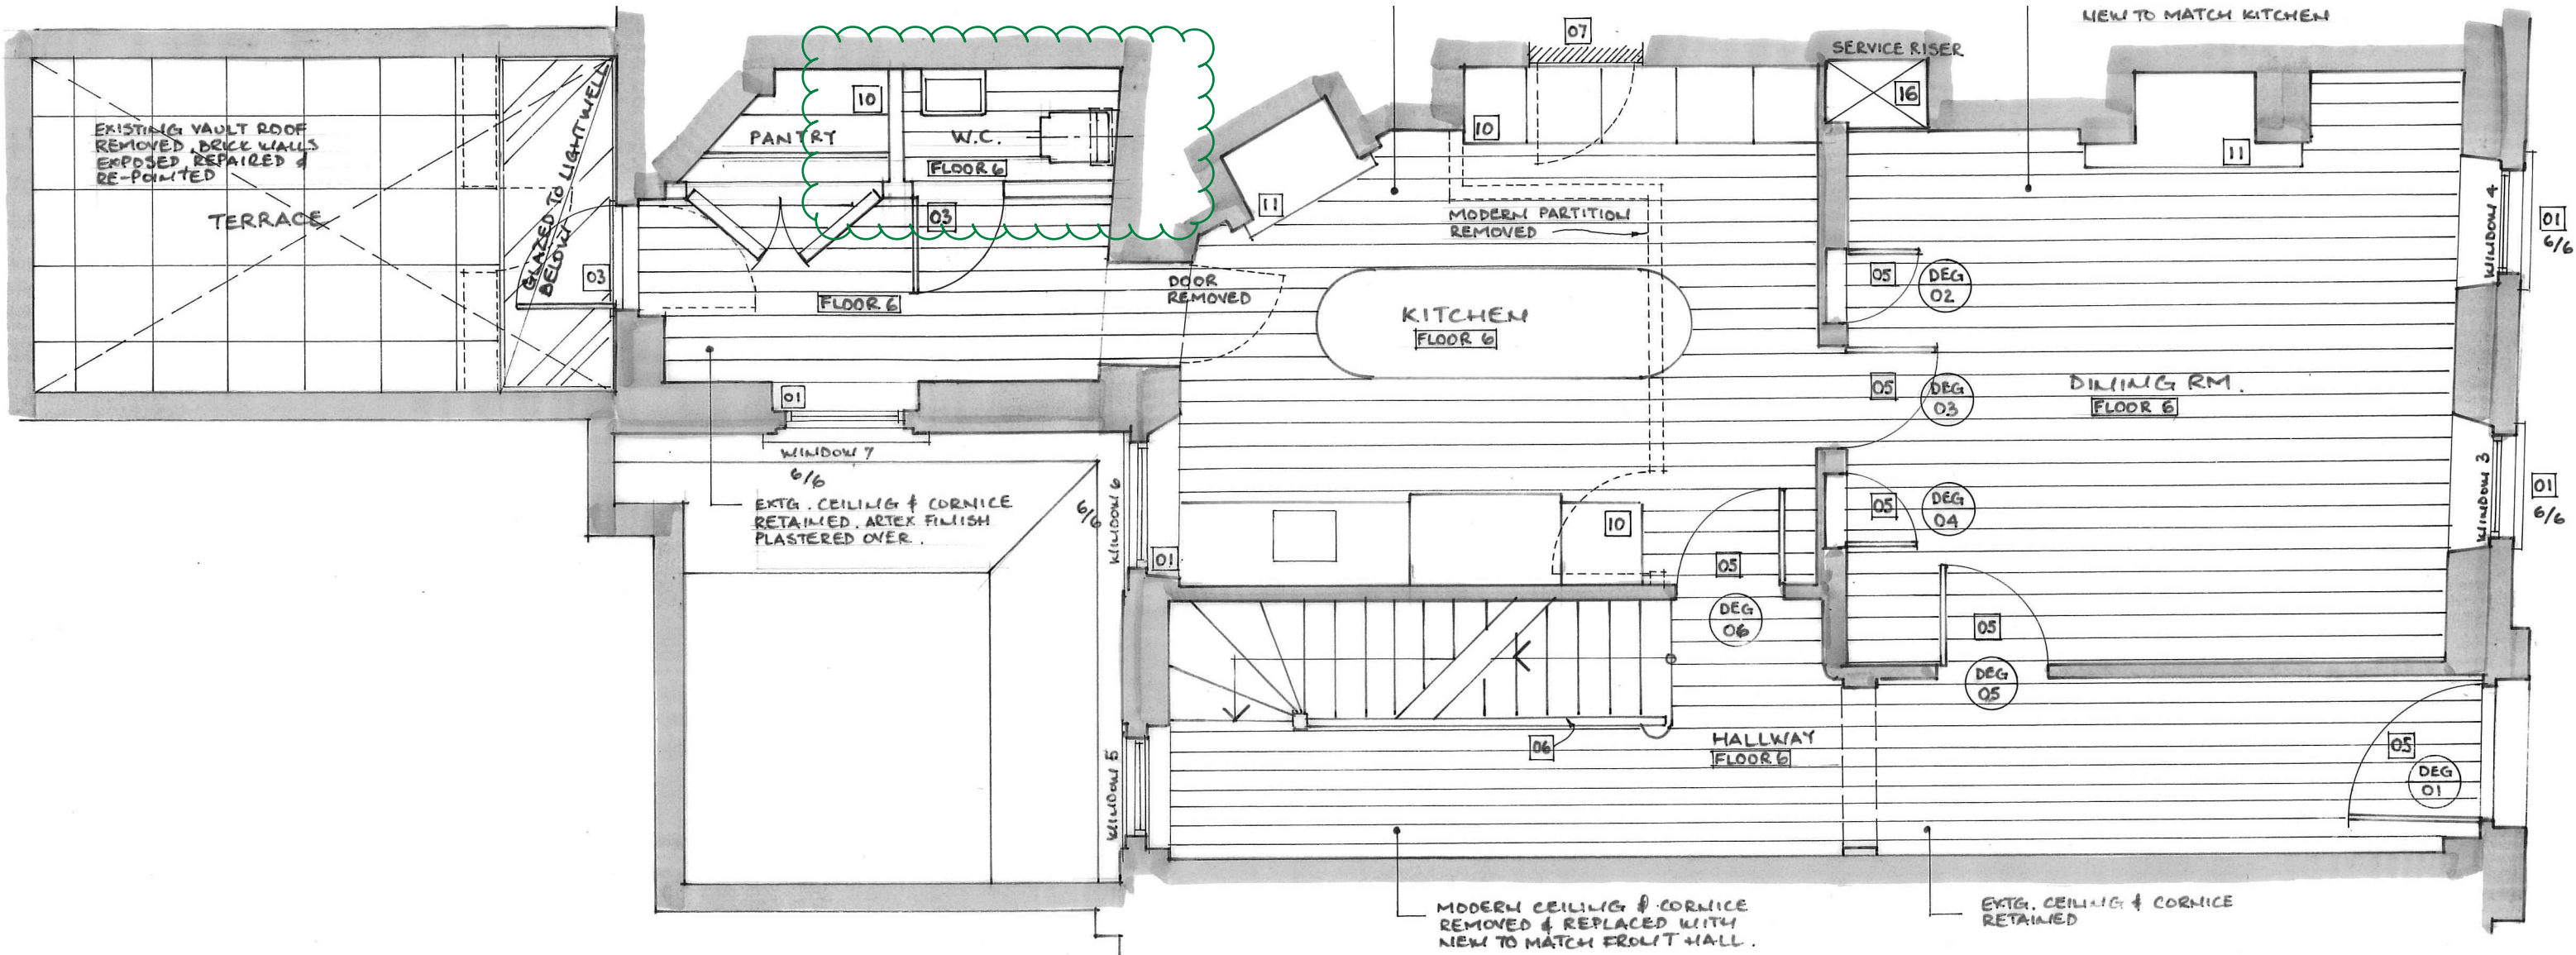 NEW TO MATCH KITCHEN
07
SERVICE RISER
16
EXISTING VAULT ROOF
REMOVED, BRICK WALLS
EXPOSED, REPAIRED &
RE-POINTED
TERRACE
GLAZED TO LIGHTWELL
BELOW
03
10
PANTRY
W.C.
FLOOR 6
03
FLOOR 6
DOOR
REMOVED
11
10
MODERN PARTITION
REMOVED
KITCHEN
FLOOR 6
11
WINDOW 4
01
6/6
05
DEG
02
05
DEG
03
DINING RM.
FLOOR 6
05
DEG
04
WINDOW 3
01
6/6
01
WINDOW 7
6/6
EXTG. CEILING & CORNICE
RETAINED. ARTEX FINISH
PLASTERED OVER.
WINDOW 6
6/6
01
10
05
DEG
06
05
DEG
05
06
HALLWAY
FLOOR 6
WINDOW 5
05
DEG
01
MODERN CEILING & CORNICE
REMOVED & REPLACED WITH
NEW TO MATCH FRONT HALL.
EXTG. CEILING & CORNICE
RETAINED